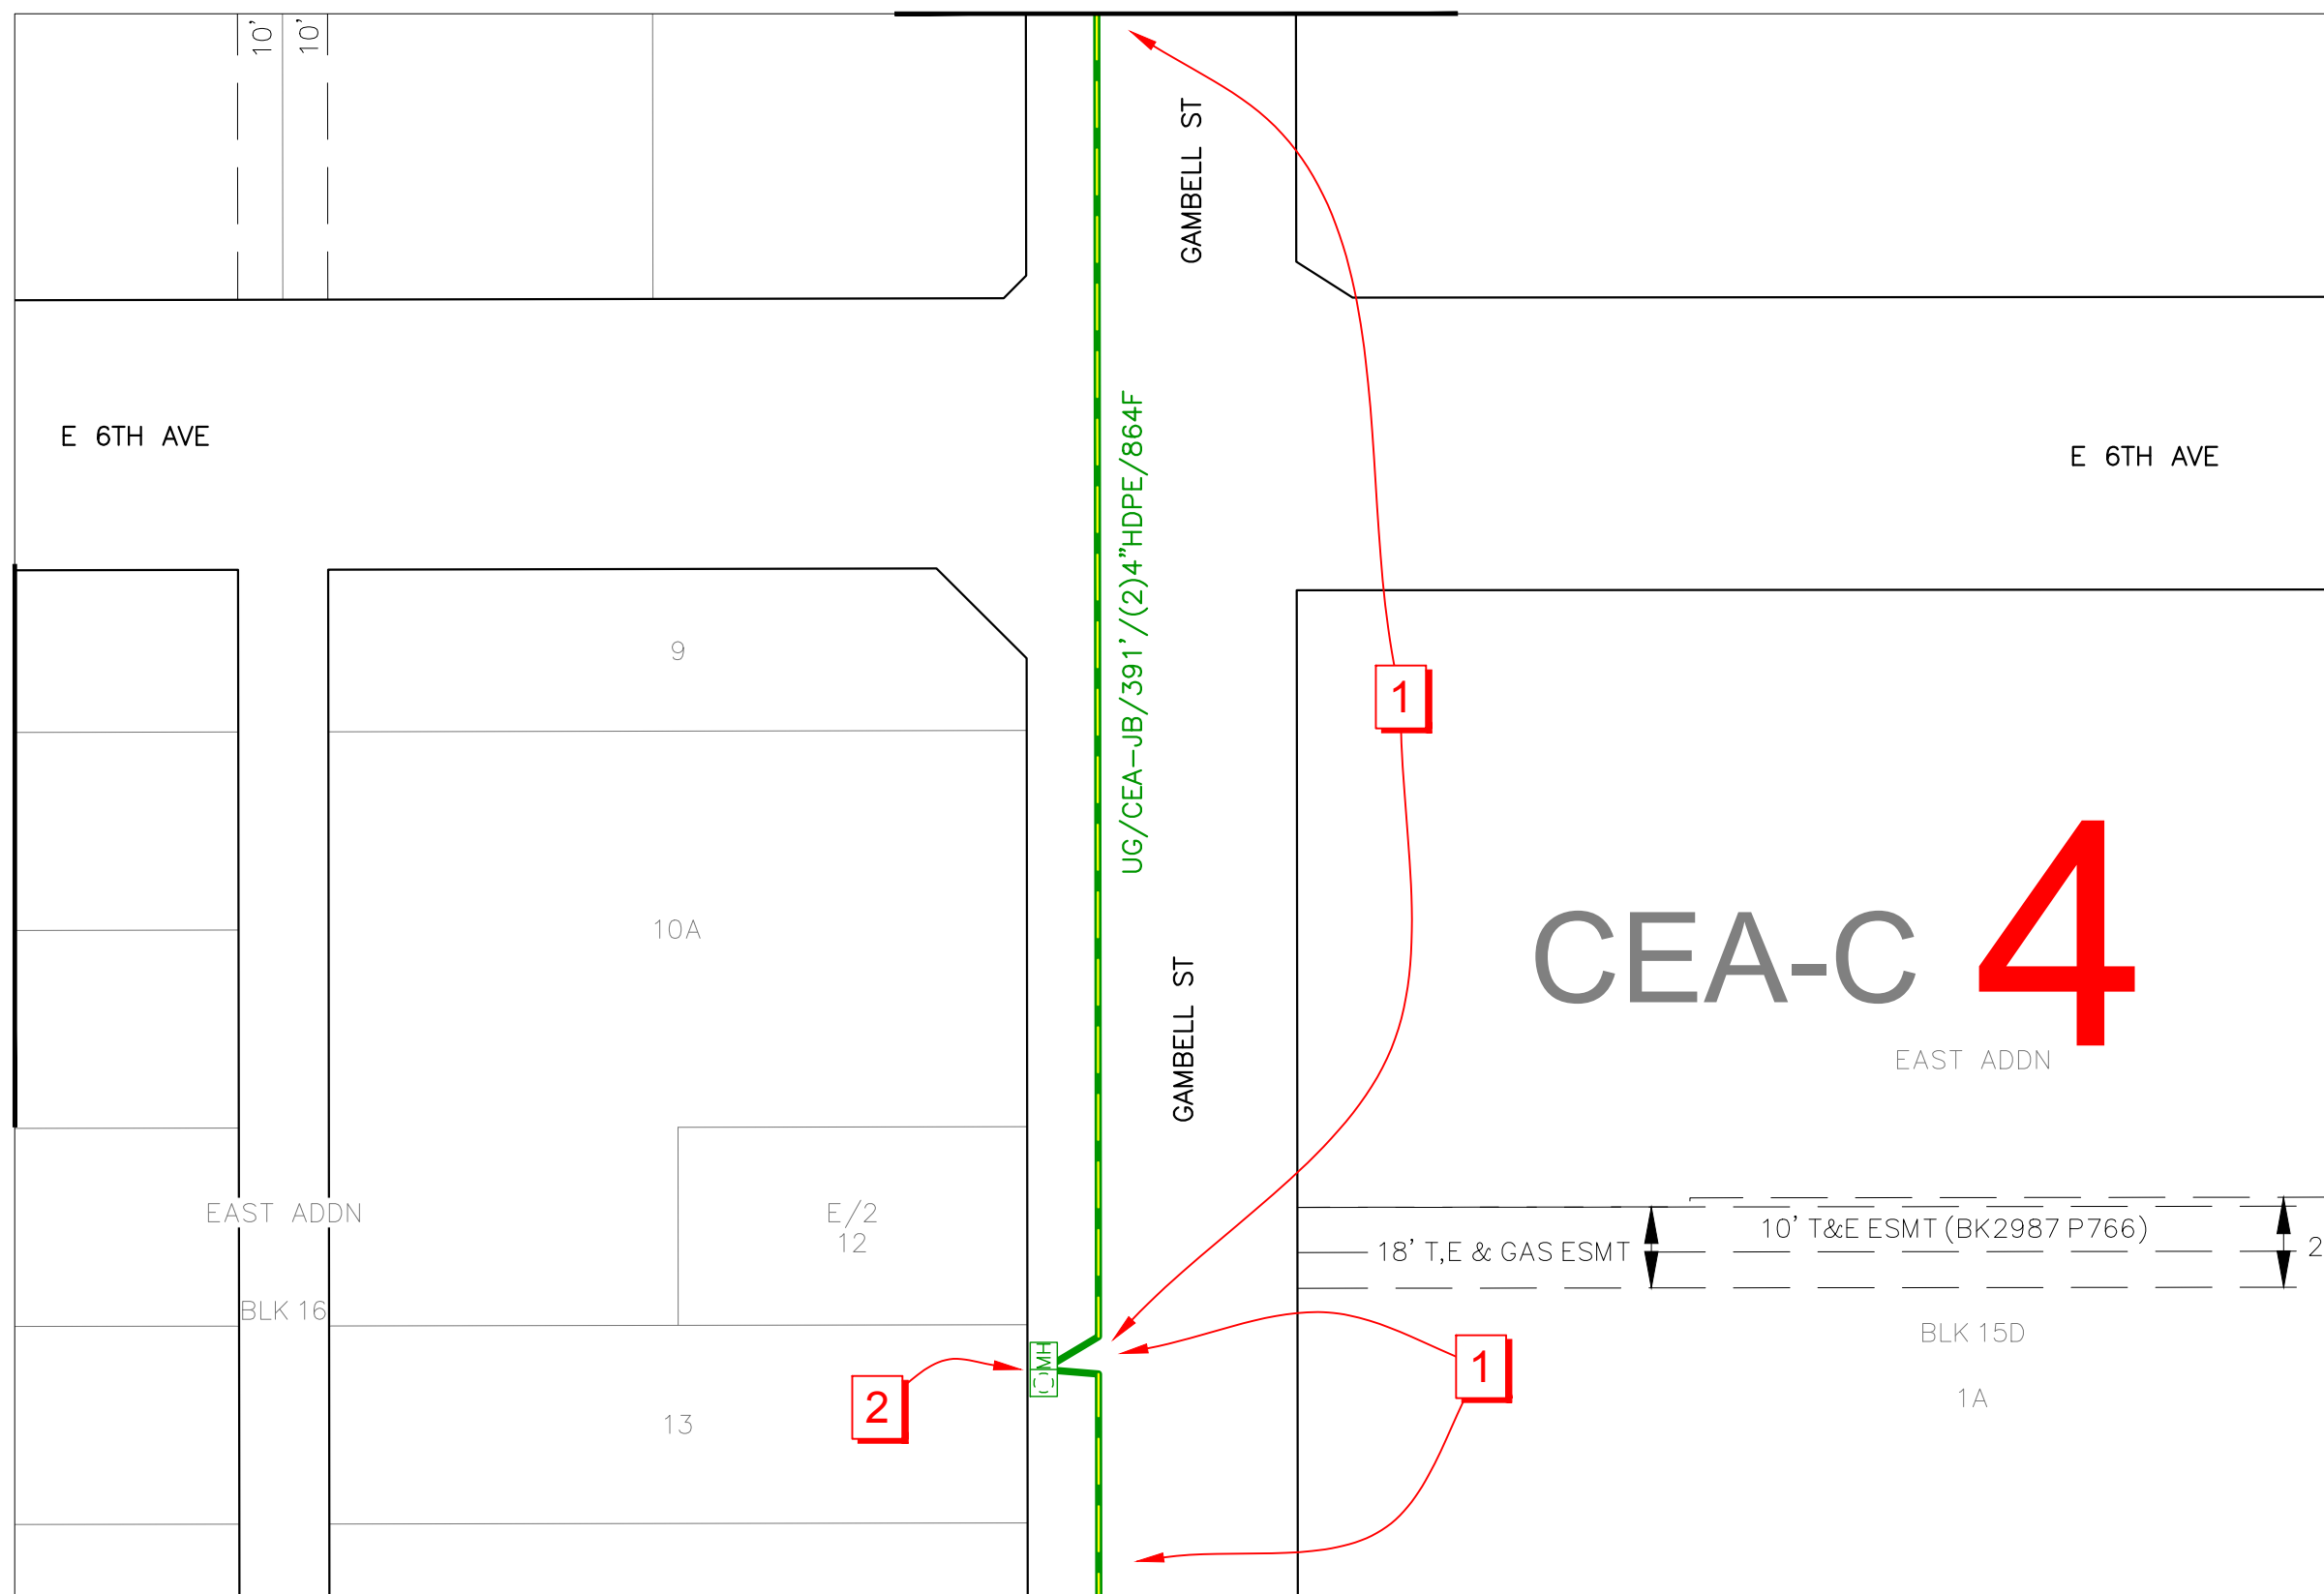 10'
10'
GAMBELL ST
E 6TH AVE
E 6TH AVE
UG/CEA-JB/391'/(2)4"HDPE/864F
9
1
10A
CEA-C
4
GAMBELL ST
EAST ADDN
EAST ADDN
E/2
12
10' T&E ESMT (BK2987 P766)
18' T,E & GAS ESMT
2
BLK 16
BLK 15D
CMH
1
2
1A
13